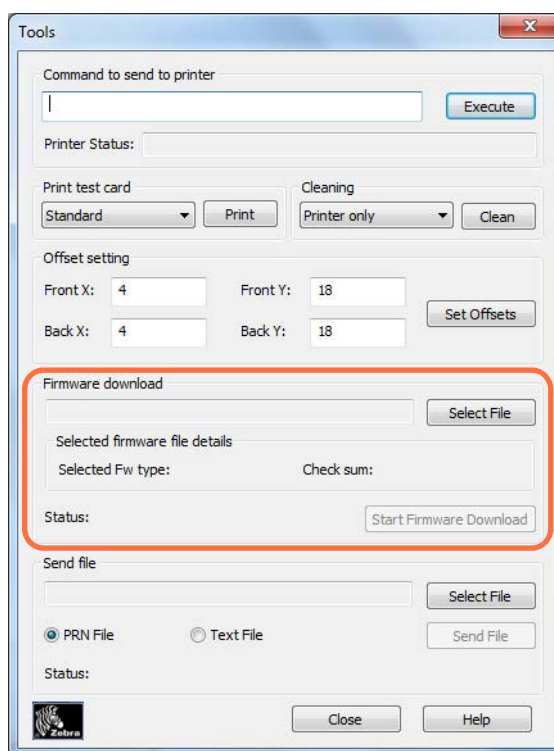 Tools
Command to send to printer
Execute
Printer Status:
Print test card
Cleaning
Standard
Print
Printer only
Clean
Offset setting
Front X: 4 Front Y: 18
Set Offsets
Back X: 4 Back Y: 18
Firmware download
Select File
Selected firmware file details
Selected Fw type: Check sum:
Status:
Start Firmware Download
Send file
Select File
PRN File Text File
Send File
Status:
Zebra
Close
Help